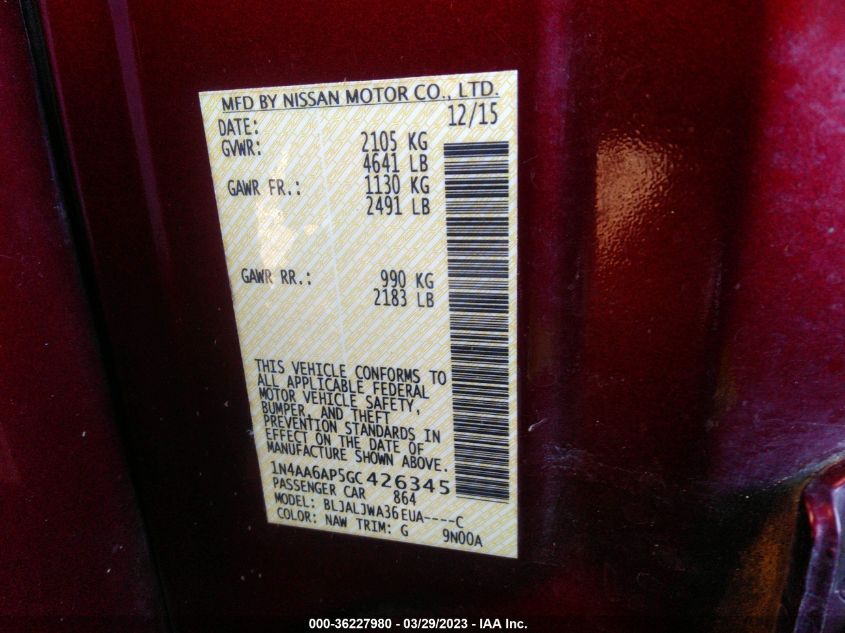 MFD BY NISSAN MOTOR CO., LTD.
DATE: 12/15
GVWR: 2105 KG
4641 LB
GAWR FR.: 1130 KG
2491 LB
GAWR RR.: 990 KG
2183 LB
THIS VEHICLE CONFORMS TO
ALL APPLICABLE FEDERAL
MOTOR VEHICLE SAFETY,
BUMPER, AND THEFT
PREVENTION STANDARDS IN
EFFECT ON THE DATE OF
MANUFACTURE SHOWN ABOVE.
1N4AA6AP5GC426345
PASSENGER CAR 864
MODEL: BLJALJWA36EUA----C
COLOR: NAW TRIM: G 9N00A
000-36227980 - 03/29/2023 - IAA Inc.